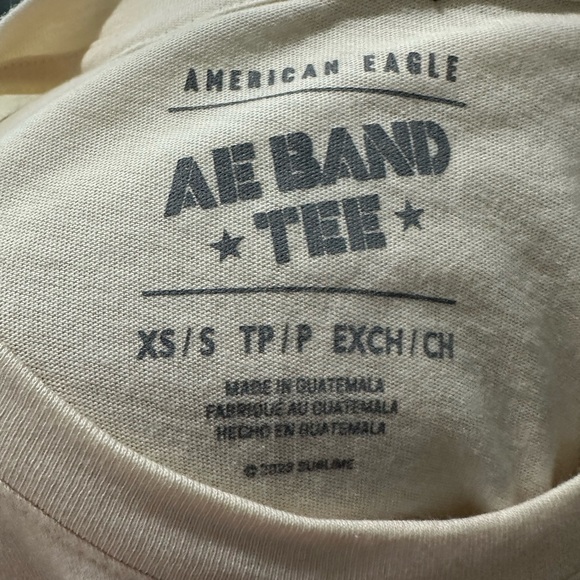 AMERICAN EAGLE
AE BAND
★ TEE ★
XS/S TP/P EXCH/CH
MADE IN GUATEMALA
FABRIQUÉ AU GUATEMALA
HECHO EN GUATEMALA
© 2023 SUBLIME